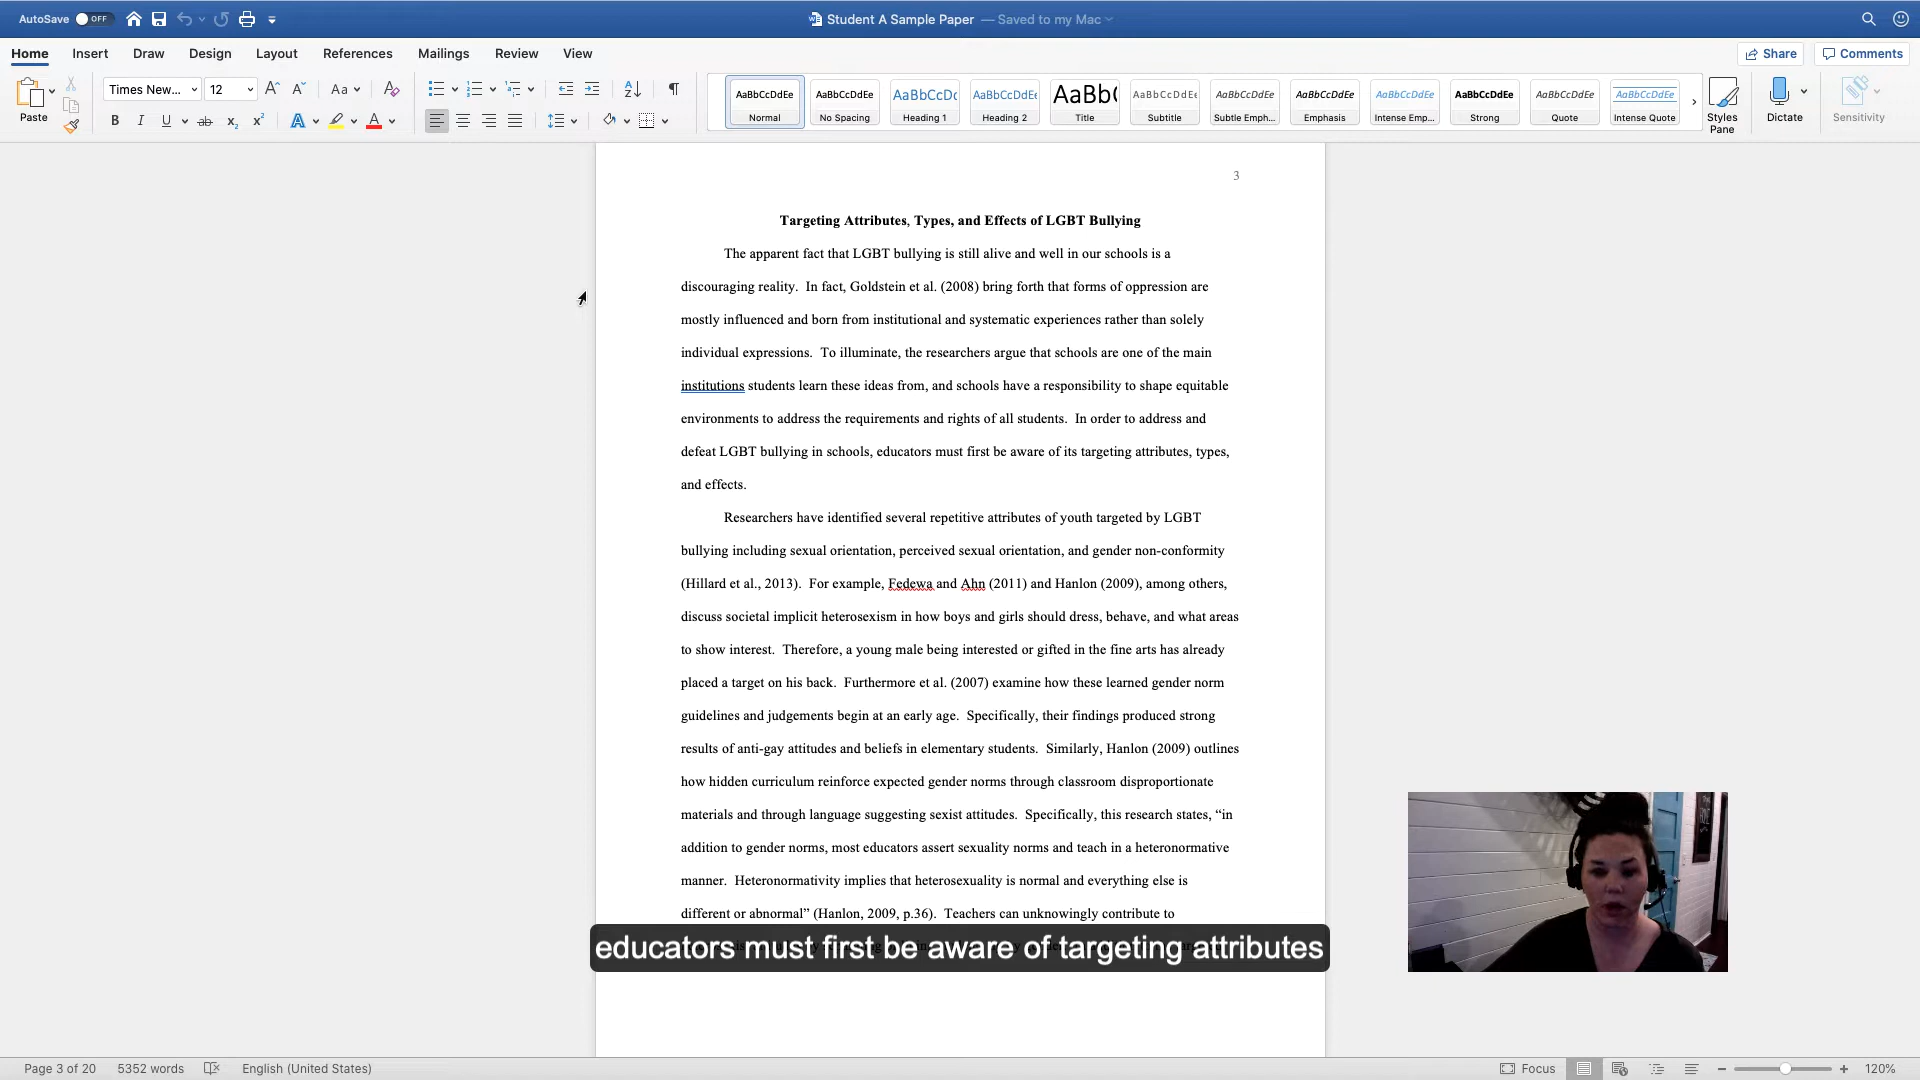 AutoSave OFF
Student A Sample Paper — Saved to my Mac
Home Insert Draw Design Layout References Mailings Review View
Share Comments
Paste
Times New... 12
Aa
B I U ab x₂ x² A A
AaBbCcDdEe Normal
AaBbCcDdEe No Spacing
AaBbCcDc Heading 1
AaBbCcDdEe Heading 2
AaBb( Title
AaBbCcDdEe Subtitle
AaBbCcDdEe Subtle Emph...
AaBbCcDdEe Emphasis
AaBbCcDdEe Intense Emp...
AaBbCcDdEe Strong
AaBbCcDdEe Quote
AaBbCcDdEe Intense Quote
Styles Pane
Dictate
Sensitivity
3
Targeting Attributes, Types, and Effects of LGBT Bullying
The apparent fact that LGBT bullying is still alive and well in our schools is a
discouraging reality. In fact, Goldstein et al. (2008) bring forth that forms of oppression are
mostly influenced and born from institutional and systematic experiences rather than solely
individual expressions. To illuminate, the researchers argue that schools are one of the main
institutions students learn these ideas from, and schools have a responsibility to shape equitable
environments to address the requirements and rights of all students. In order to address and
defeat LGBT bullying in schools, educators must first be aware of its targeting attributes, types,
and effects.
Researchers have identified several repetitive attributes of youth targeted by LGBT
bullying including sexual orientation, perceived sexual orientation, and gender non-conformity
(Hillard et al., 2013). For example, Fedewa and Ahn (2011) and Hanlon (2009), among others,
discuss societal implicit heterosexism in how boys and girls should dress, behave, and what areas
to show interest. Therefore, a young male being interested or gifted in the fine arts has already
placed a target on his back. Furthermore et al. (2007) examine how these learned gender norm
guidelines and judgements begin at an early age. Specifically, their findings produced strong
results of anti-gay attitudes and beliefs in elementary students. Similarly, Hanlon (2009) outlines
how hidden curriculum reinforce expected gender norms through classroom disproportionate
materials and through language suggesting sexist attitudes. Specifically, this research states, “in
addition to gender norms, most educators assert sexuality norms and teach in a heteronormative
manner. Heteronormativity implies that heterosexuality is normal and everything else is
different or abnormal” (Hanlon, 2009, p.36). Teachers can unknowingly contribute to
educators must first be aware of targeting attributes
Page 3 of 20 5352 words English (United States) Focus 120%